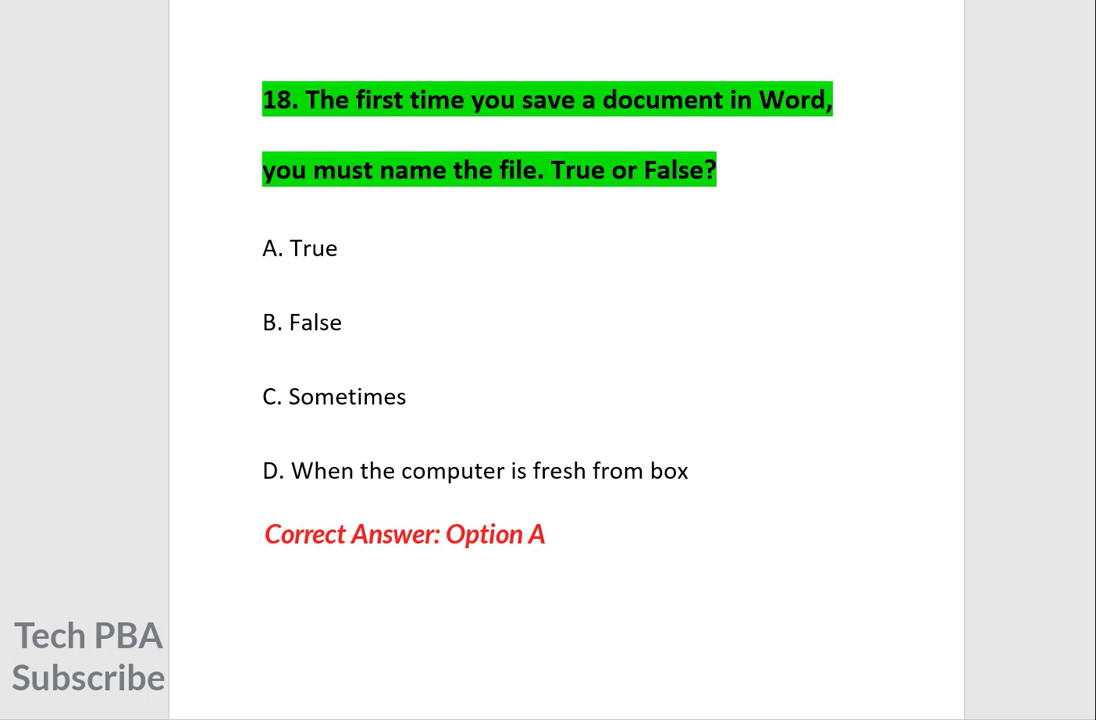 18. The first time you save a document in Word,
you must name the file. True or False?
A. True
B. False
C. Sometimes
D. When the computer is fresh from box
Correct Answer: Option A
Tech PBA
Subscribe